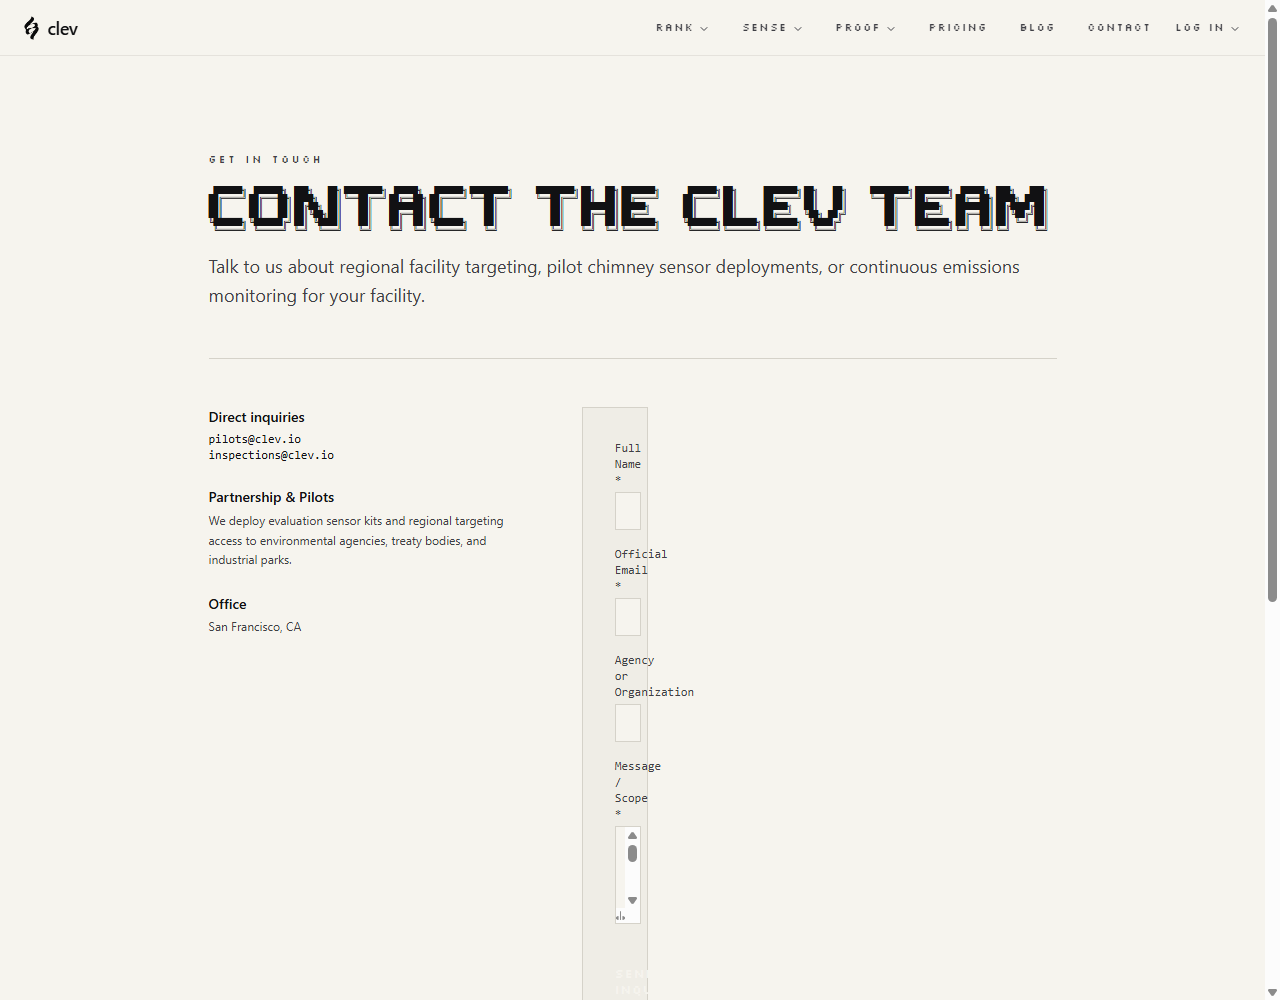 clev
RANK
SENSE
PROOF
PRICING
BLOG
CONTACT
LOG IN
GET IN TOUCH
CONTACT THE CLEV TEAM
Talk to us about regional facility targeting, pilot chimney sensor deployments, or continuous emissions
monitoring for your facility.
Direct inquiries
pilots@clev.io
inspections@clev.io
Partnership & Pilots
We deploy evaluation sensor kits and regional targeting
access to environmental agencies, treaty bodies, and
industrial parks.
Office
San Francisco, CA
Full
Name
*
Official
Email
*
Agency
or
Organization
Message
/
Scope
*